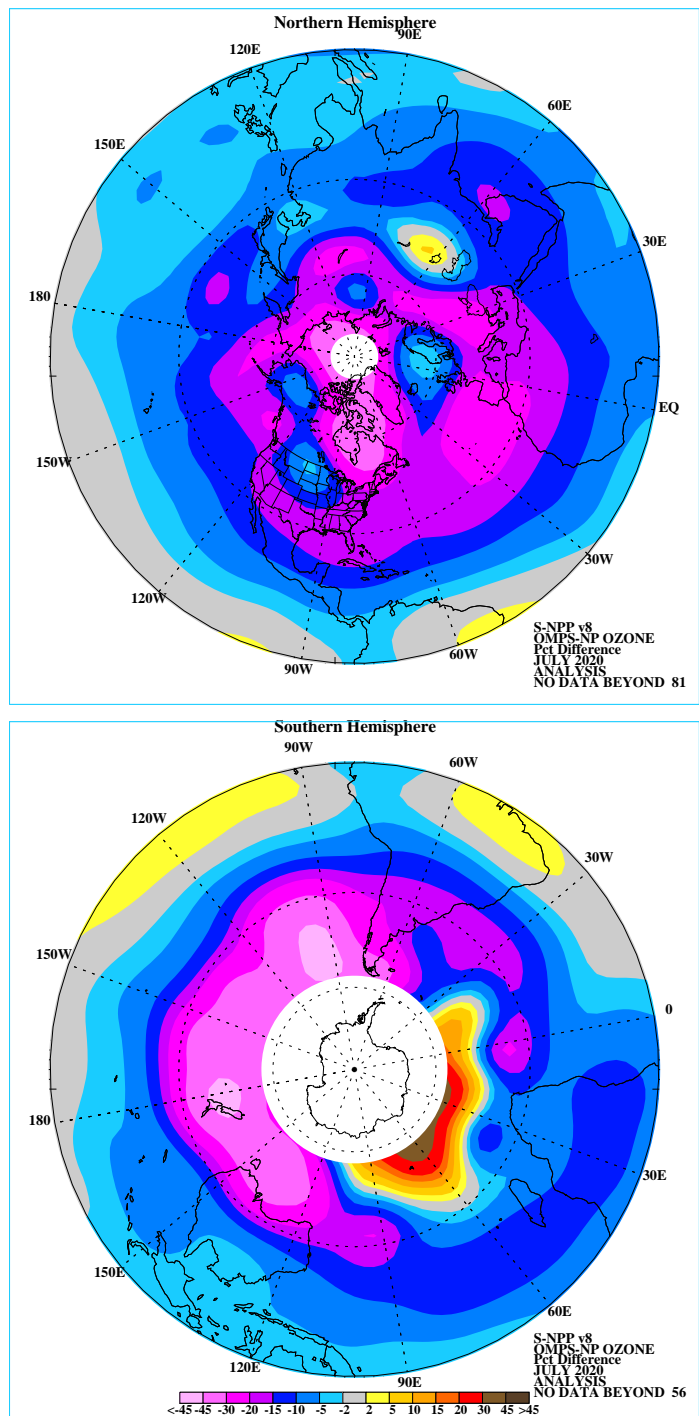 Northern Hemisphere
90E
120E
60E
150E
30E
180
EQ
150W
30W
120W
60W
90W
S-NPP v8
OMPS-NP OZONE
Pct Difference
JULY 2020
ANALYSIS
NO DATA BEYOND 81
Southern Hemisphere
90W
60W
120W
30W
150W
0
180
30E
150E
60E
120E
90E
S-NPP v8
OMPS-NP OZONE
Pct Difference
JULY 2020
ANALYSIS
NO DATA BEYOND 56
<-45 -45 -30 -20 -15 -10 -5 -2 2 5 10 15 20 30 45 >45